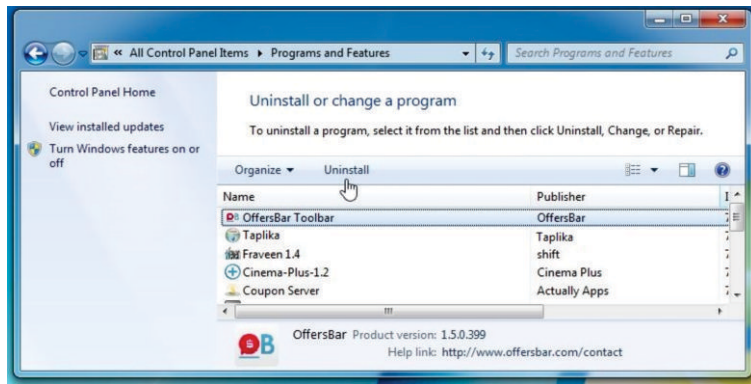 « All Control Panel Items ▸ Programs and Features
Search Programs and Features
Control Panel Home
View installed updates
Turn Windows features on or
off
Uninstall or change a program
To uninstall a program, select it from the list and then click Uninstall, Change, or Repair.
Organize ▾ Uninstall
Name Publisher
OffersBar Toolbar OffersBar
Taplika Taplika
Fraveen 1.4 shift
Cinema-Plus-1.2 Cinema Plus
Coupon Server Actually Apps
OffersBar Product version: 1.5.0.399
Help link: http://www.offersbar.com/contact